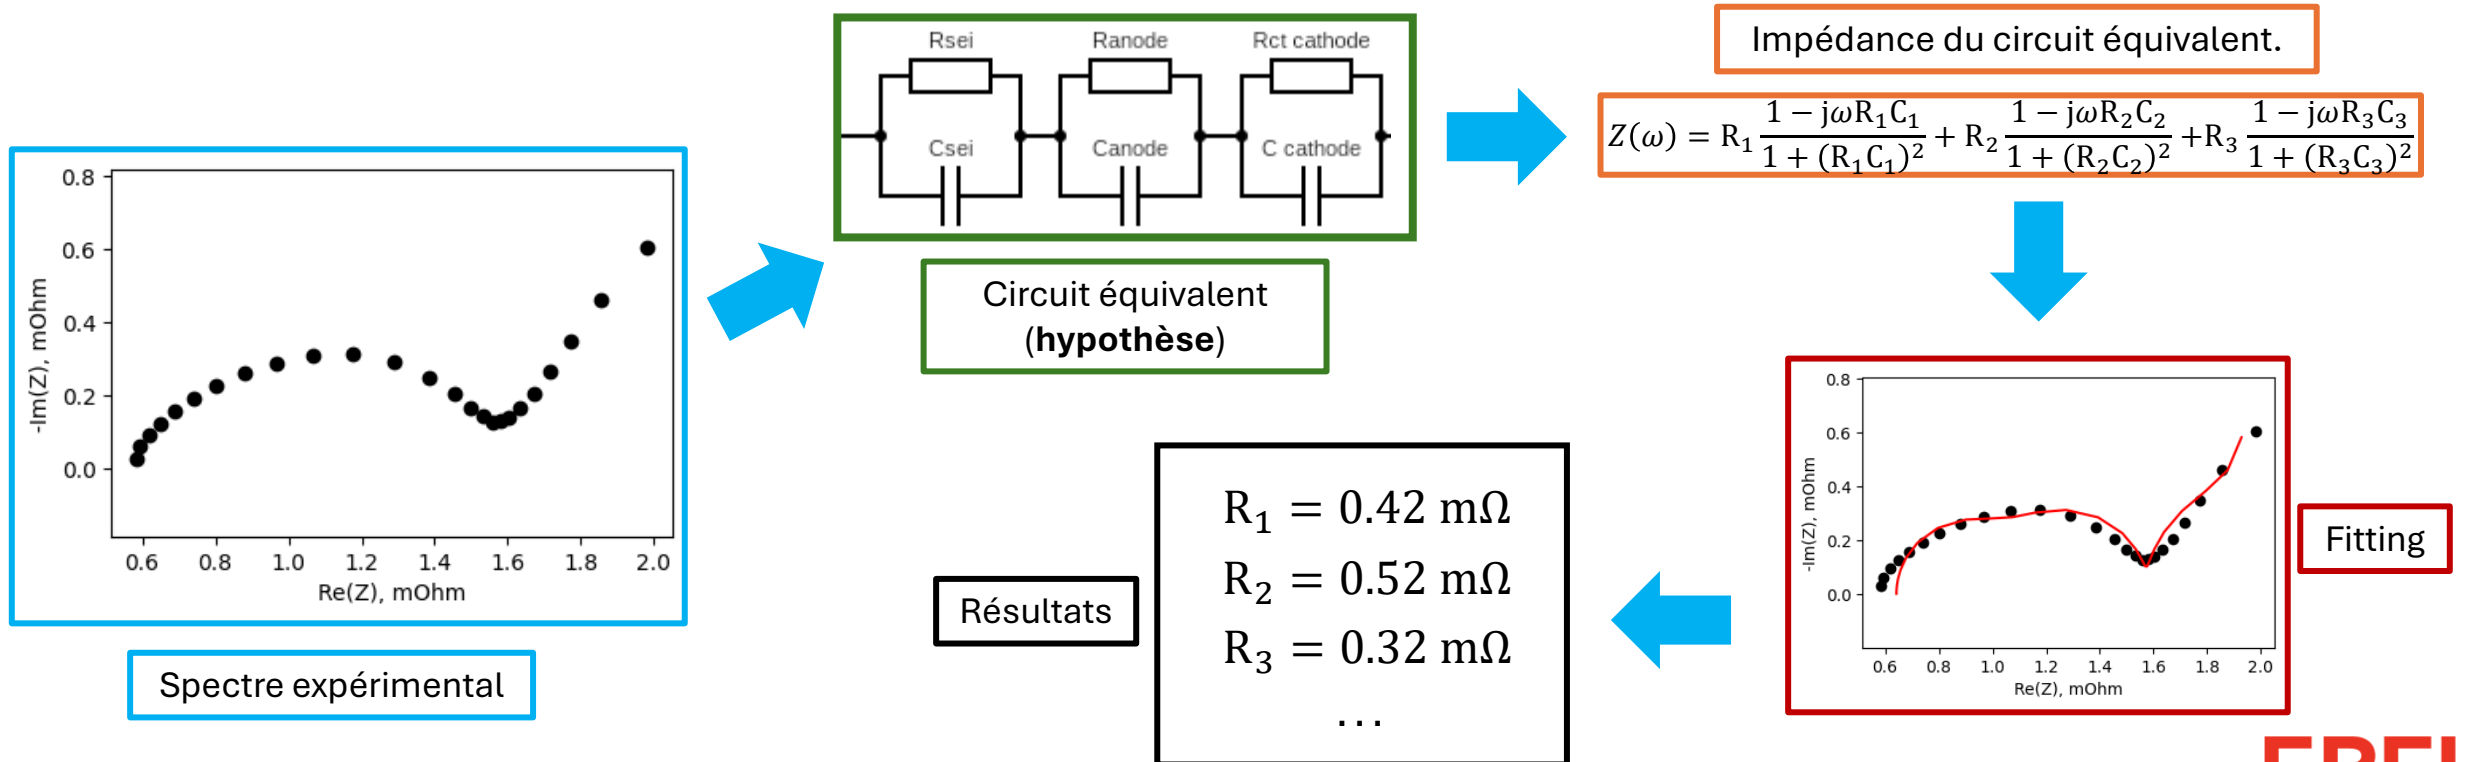 Rsei
Ranode
Rct cathode
Csei
Canode
C cathode
Circuit équivalent
(hypothèse)
Impédance du circuit équivalent.
Z(ω) = R₁ (1 − jωR₁C₁)/(1 + (R₁C₁)²) + R₂ (1 − jωR₂C₂)/(1 + (R₂C₂)²) +R₃ (1 − jωR₃C₃)/(1 + (R₃C₃)²)
0.8
0.6
0.4
0.2
0.0
-Im(Z), mOhm
0.6 0.8 1.0 1.2 1.4 1.6 1.8 2.0
Re(Z), mOhm
Spectre expérimental
0.8
0.6
0.4
0.2
0.0
-Im(Z), mOhm
0.6 0.8 1.0 1.2 1.4 1.6 1.8 2.0
Re(Z), mOhm
Fitting
Résultats
R₁ = 0.42 mΩ
R₂ = 0.52 mΩ
R₃ = 0.32 mΩ
...